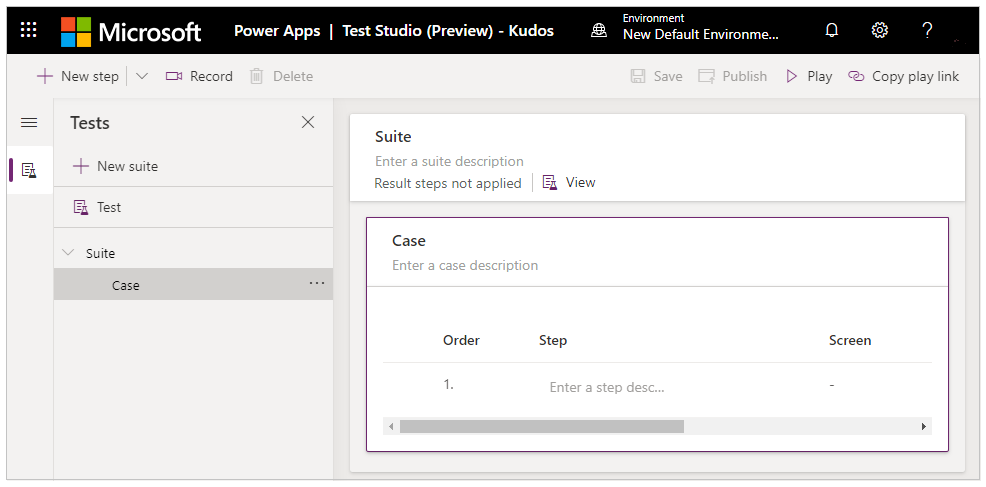 Microsoft Power Apps | Test Studio (Preview) - Kudos
Environment
New Default Environme...
?
New step Record Delete Save Publish Play Copy play link
Tests
New suite
Test
Suite
Case ...
Suite
Enter a suite description
Result steps not applied View
Case
Enter a case description
Order Step Screen
1. Enter a step desc... -